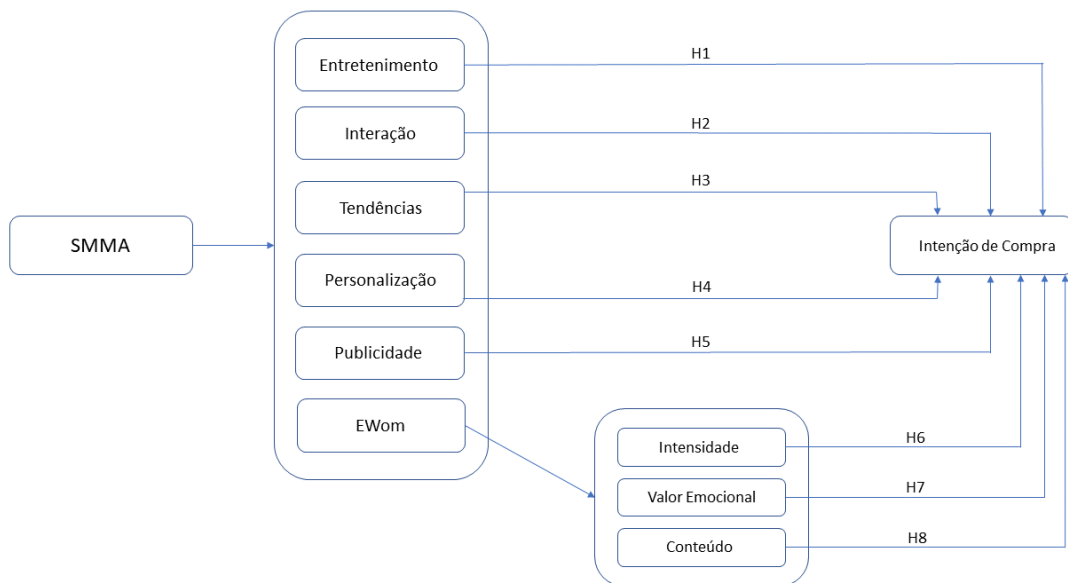 SMMA
Entretenimento
Interação
Tendências
Personalização
Publicidade
EWom
H1
H2
H3
H4
H5
Intenção de Compra
Intensidade
Valor Emocional
Conteúdo
H6
H7
H8